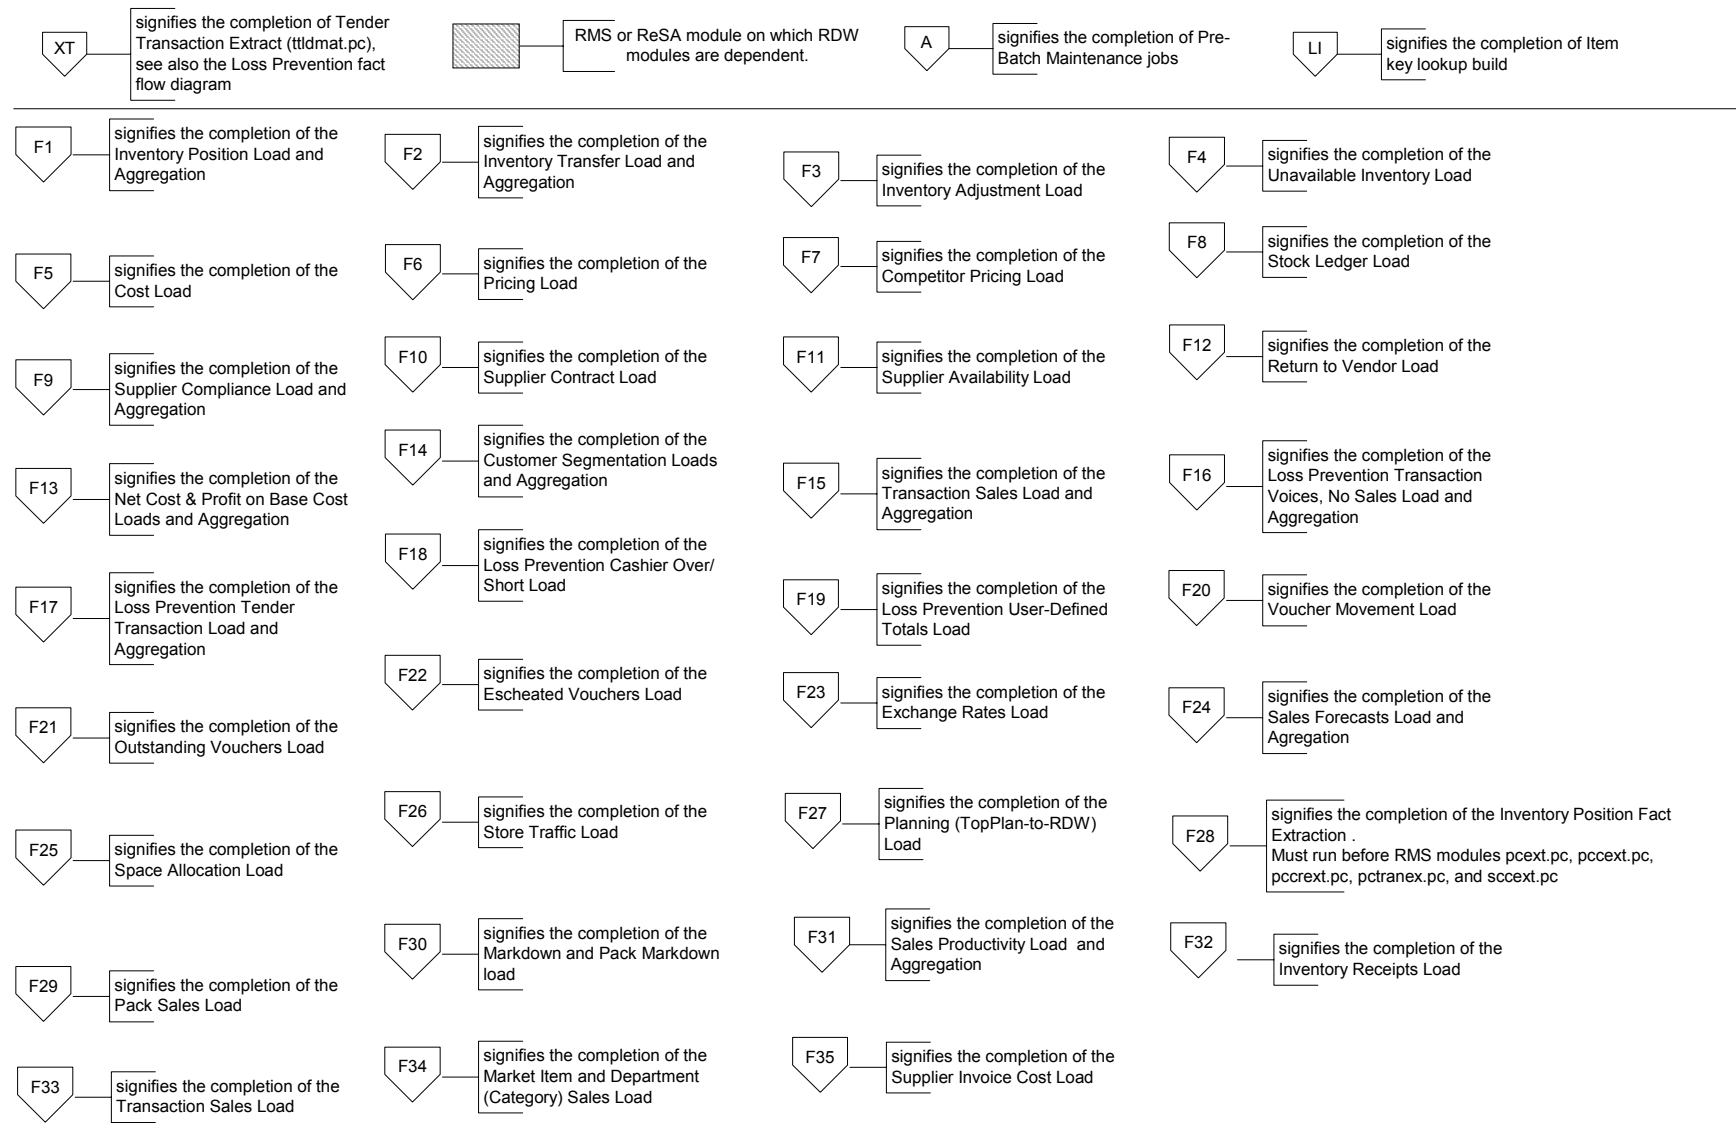 XT
signifies the completion of Tender
Transaction Extract (ttldmat.pc),
see also the Loss Prevention fact
flow diagram
RMS or ReSA module on which RDW
modules are dependent.
A
signifies the completion of Pre-
Batch Maintenance jobs
LI
signifies the completion of Item
key lookup build
F1
signifies the completion of the
Inventory Position Load and
Aggregation
F2
signifies the completion of the
Inventory Transfer Load and
Aggregation
F3
signifies the completion of the
Inventory Adjustment Load
F4
signifies the completion of the
Unavailable Inventory Load
F5
signifies the completion of the
Cost Load
F6
signifies the completion of the
Pricing Load
F7
signifies the completion of the
Competitor Pricing Load
F8
signifies the completion of the
Stock Ledger Load
F9
signifies the completion of the
Supplier Compliance Load and
Aggregation
F10
signifies the completion of the
Supplier Contract Load
F11
signifies the completion of the
Supplier Availability Load
F12
signifies the completion of the
Return to Vendor Load
F13
signifies the completion of the
Net Cost & Profit on Base Cost
Loads and Aggregation
F14
signifies the completion of the
Customer Segmentation Loads
and Aggregation
F15
signifies the completion of the
Transaction Sales Load and
Aggregation
F16
signifies the completion of the
Loss Prevention Transaction
Voices, No Sales Load and
Aggregation
F17
signifies the completion of the
Loss Prevention Tender
Transaction Load and
Aggregation
F18
signifies the completion of the
Loss Prevention Cashier Over/
Short Load
F19
signifies the completion of the
Loss Prevention User-Defined
Totals Load
F20
signifies the completion of the
Voucher Movement Load
F21
signifies the completion of the
Outstanding Vouchers Load
F22
signifies the completion of the
Escheated Vouchers Load
F23
signifies the completion of the
Exchange Rates Load
F24
signifies the completion of the
Sales Forecasts Load and
Agregation
F25
signifies the completion of the
Space Allocation Load
F26
signifies the completion of the
Store Traffic Load
F27
signifies the completion of the
Planning (TopPlan-to-RDW)
Load
F28
signifies the completion of the Inventory Position Fact
Extraction .
Must run before RMS modules pcext.pc, pccext.pc,
pccrext.pc, pctranex.pc, and sccext.pc
F29
signifies the completion of the
Pack Sales Load
F30
signifies the completion of the
Markdown and Pack Markdown
load
F31
signifies the completion of the
Sales Productivity Load and
Aggregation
F32
signifies the completion of the
Inventory Receipts Load
F33
signifies the completion of the
Transaction Sales Load
F34
signifies the completion of the
Market Item and Department
(Category) Sales Load
F35
signifies the completion of the
Supplier Invoice Cost Load